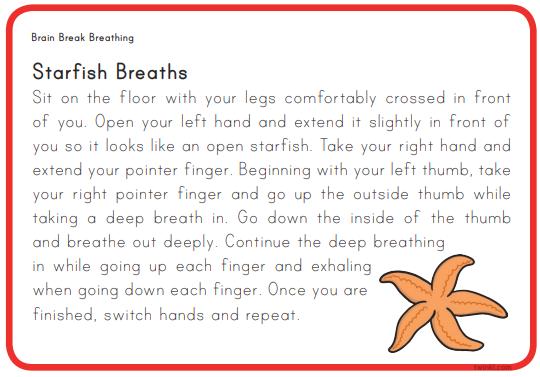 Brain Break Breathing
Starfish Breaths
Sit on the floor with your legs comfortably crossed in front
of you. Open your left hand and extend it slightly in front of
you so it looks like an open starfish. Take your right hand and
extend your pointer finger. Beginning with your left thumb, take
your right pointer finger and go up the outside thumb while
taking a deep breath in. Go down the inside of the thumb
and breathe out deeply. Continue the deep breathing
in while going up each finger and exhaling
when going down each finger. Once you are
finished, switch hands and repeat.
twinkl.com